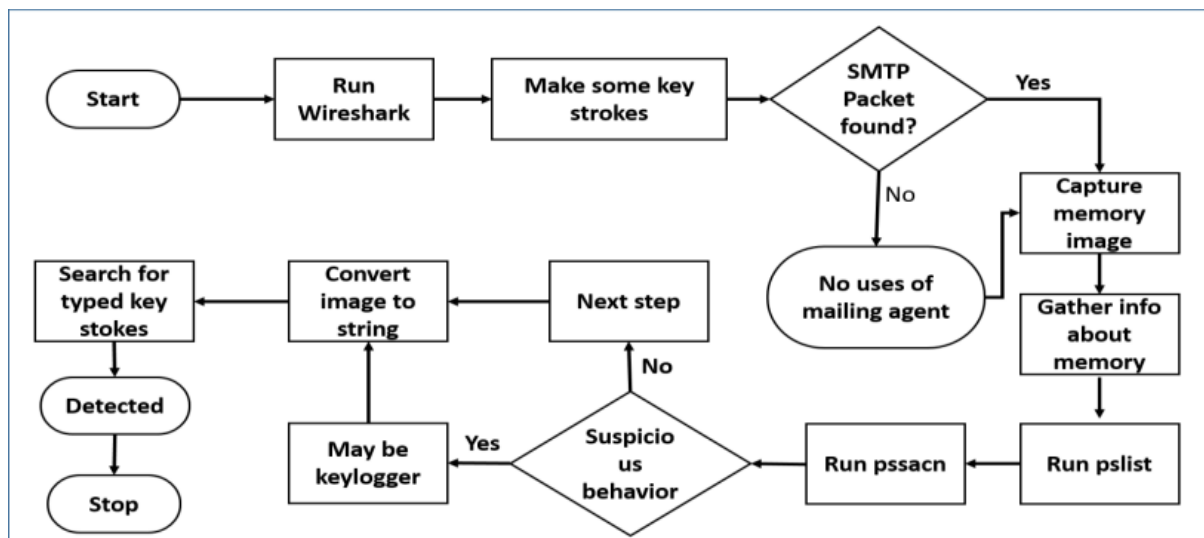 Start
Run
Wireshark
Make some key
strokes
SMTP
Packet
found?
Yes
No
Capture
memory
image
No uses of
mailing agent
Gather info
about
memory
Run pslist
Run pssacn
Suspicio
us
behavior
No
Next step
Yes
May be
keylogger
Convert
image to
string
Search for
typed key
stokes
Detected
Stop